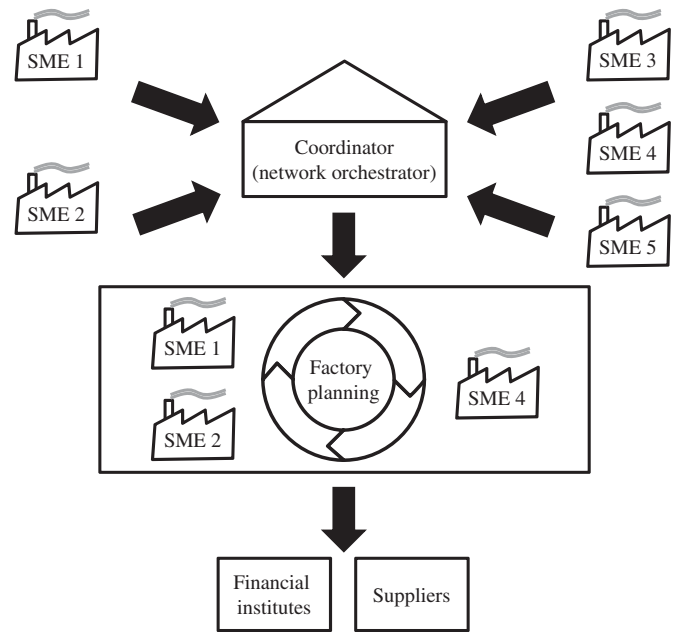 SME 1
SME 3
SME 4
Coordinator
(network orchestrator)
SME 2
SME 5
SME 1
Factory
planning
SME 4
SME 2
Financial
institutes
Suppliers